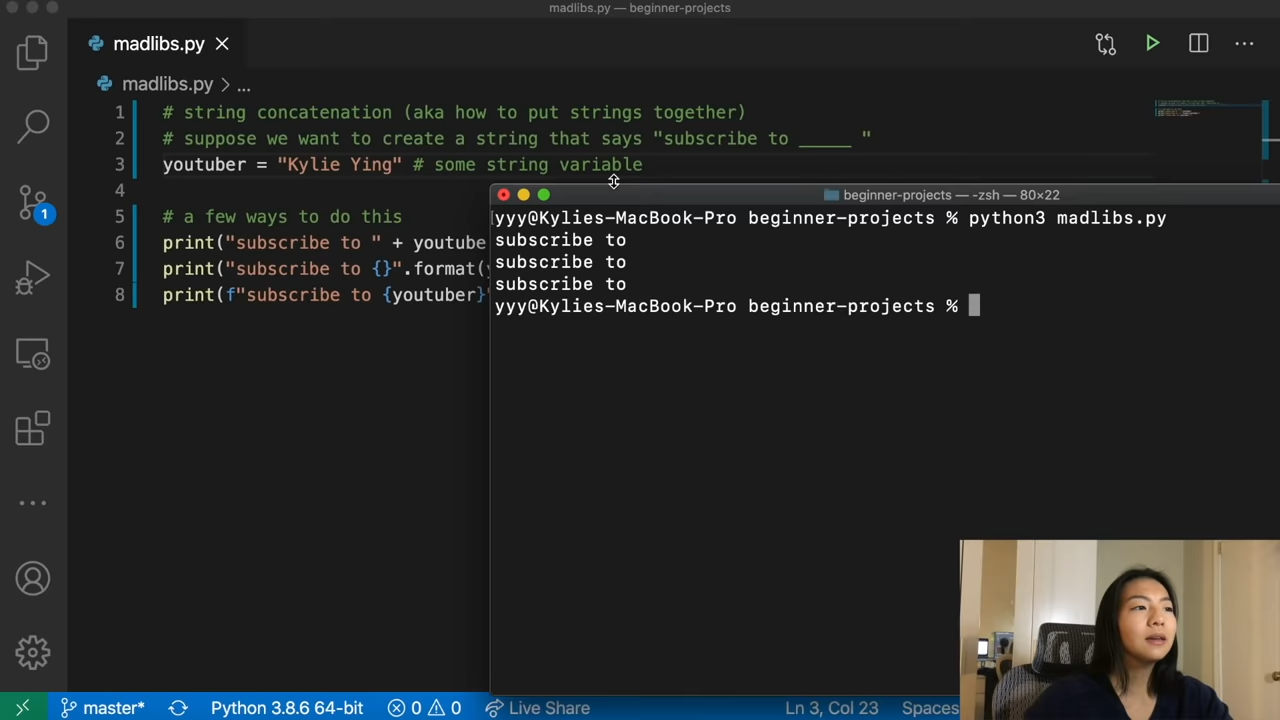 madlibs.py — beginner-projects
madlibs.py
madlibs.py > ...
1 # string concatenation (aka how to put strings together)
2 # suppose we want to create a string that says "subscribe to _____ "
3 youtuber = "Kylie Ying" # some string variable
4
5 # a few ways to do this
6 print("subscribe to " + youtube
7 print("subscribe to {}".format(
8 print(f"subscribe to {youtuber}"
beginner-projects — -zsh — 80×22
yyy@Kylies-MacBook-Pro beginner-projects % python3 madlibs.py
subscribe to
subscribe to
subscribe to
yyy@Kylies-MacBook-Pro beginner-projects %
1
master* Python 3.8.6 64-bit 0 0 Live Share Ln 3, Col 23 Spaces